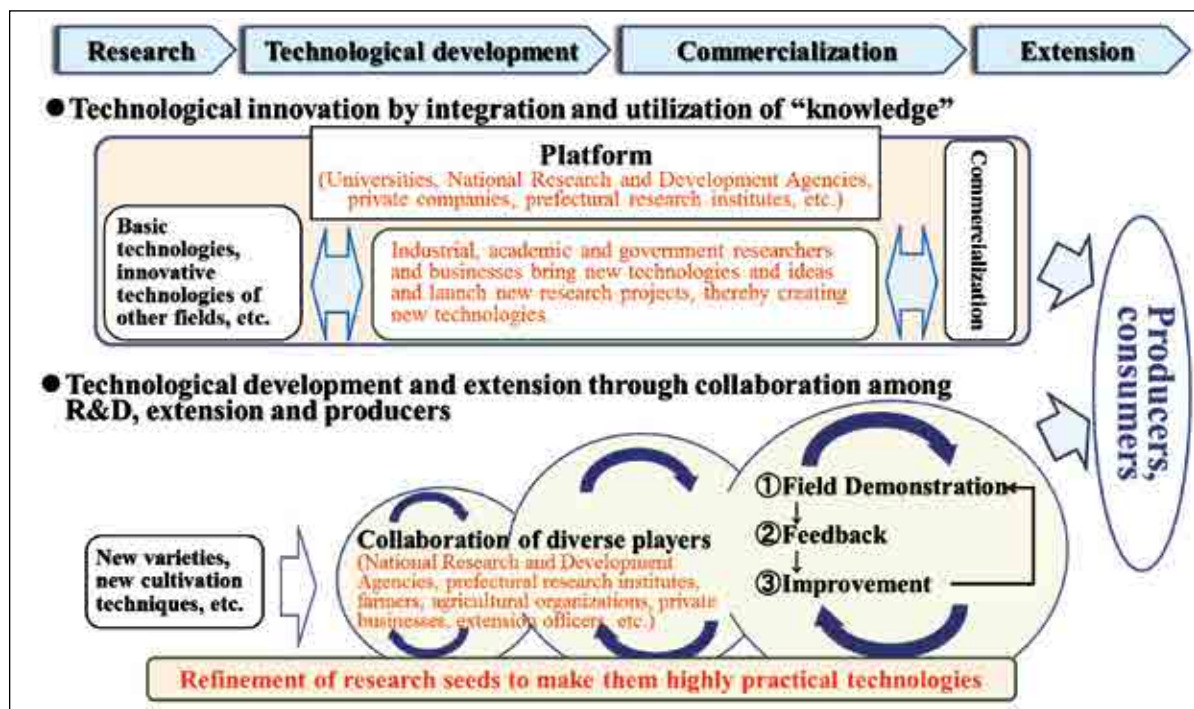 Research
Technological development
Commercialization
Extension
●Technological innovation by integration and utilization of “knowledge”
Platform
(Universities, National Research and Development Agencies,
private companies, prefectural research institutes, etc.)
Basic
technologies,
innovative
technologies of
other fields, etc.
Industrial, academic and government researchers
and businesses bring new technologies and ideas
and launch new research projects, thereby creating
new technologies
Commercialization
Producers,
consumers
●Technological development and extension through collaboration among
R&D, extension and producers
New varieties,
new cultivation
techniques, etc.
Collaboration of diverse players
(National Research and Development
Agencies, prefectural research institutes,
farmers, agricultural organizations, private
businesses, extension officers, etc.)
①Field Demonstration
↓
②Feedback
↓
③Improvement
Refinement of research seeds to make them highly practical technologies